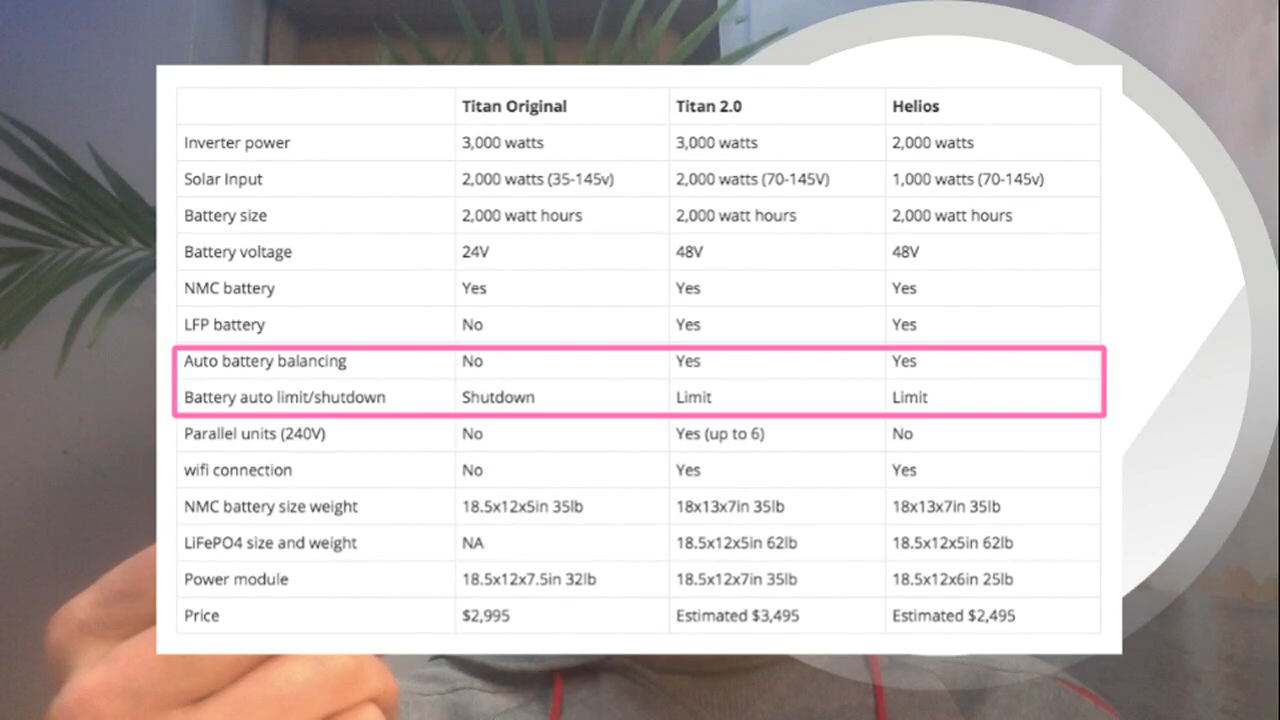 Titan Original Titan 2.0 Helios
Inverter power 3,000 watts 3,000 watts 2,000 watts
Solar Input 2,000 watts (35-145v) 2,000 watts (70-145V) 1,000 watts (70-145v)
Battery size 2,000 watt hours 2,000 watt hours 2,000 watt hours
Battery voltage 24V 48V 48V
NMC battery Yes Yes Yes
LFP battery No Yes Yes
Auto battery balancing No Yes Yes
Battery auto limit/shutdown Shutdown Limit Limit
Parallel units (240V) No Yes (up to 6) No
wifi connection No Yes Yes
NMC battery size weight 18.5x12x5in 35lb 18x13x7in 35lb 18x13x7in 35lb
LiFePO4 size and weight NA 18.5x12x5in 62lb 18.5x12x5in 62lb
Power module 18.5x12x7.5in 32lb 18.5x12x7in 35lb 18.5x12x6in 25lb
Price $2,995 Estimated $3,495 Estimated $2,495